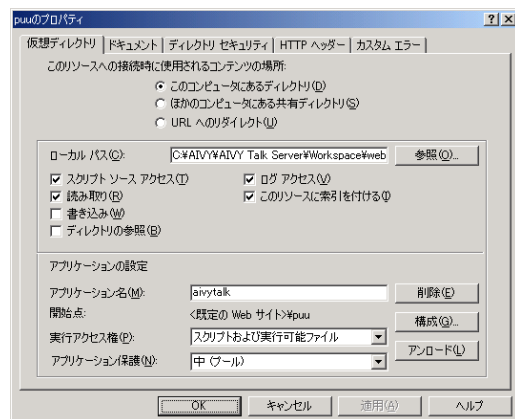 puuのプロパティ
仮想ディレクトリ ドキュメント ディレクトリ セキュリティ HTTP ヘッダー カスタム エラー
このリソースへの接続時に使用されるコンテンツの場所:
このコンピュータにあるディレクトリ(D)
ほかのコンピュータにある共有ディレクトリ(S)
URL へのリダイレクト(U)
ローカル パス(C): C:¥AIVY¥AIVY Talk Server¥Workspace¥web 参照(O)...
スクリプト ソース アクセス(T) ログ アクセス(V)
読み取り(R) このリソースに索引を付ける(I)
書き込み(W)
ディレクトリの参照(B)
アプリケーションの設定
アプリケーション名(M): aivytalk 削除(E)
開始点: <既定の Web サイト>¥puu 構成(G)...
実行アクセス権(P): スクリプトおよび実行可能ファイル
アプリケーション保護(N): 中 (プール) アンロード(L)
OK キャンセル 適用(A) ヘルプ